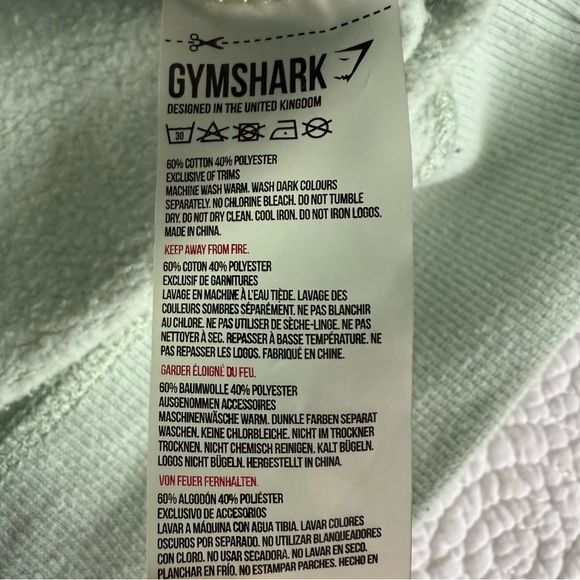 GYMSHARK
DESIGNED IN THE UNITED KINGDOM
30
60% COTTON 40% POLYESTER
EXCLUSIVE OF TRIMS
MACHINE WASH WARM. WASH DARK COLOURS
SEPARATELY. NO CHLORINE BLEACH. DO NOT TUMBLE
DRY. DO NOT DRY CLEAN. COOL IRON. DO NOT IRON LOGOS.
MADE IN CHINA.
KEEP AWAY FROM FIRE.
60% COTON 40% POLYESTER
EXCLUSIF DE GARNITURES
LAVAGE EN MACHINE À L'EAU TIÈDE. LAVAGE DES
COULEURS SOMBRES SÉPARÉMENT. NE PAS BLANCHIR
AU CHLORE. NE PAS UTILISER DE SÈCHE-LINGE. NE PAS
NETTOYER À SEC. REPASSER À BASSE TEMPÉRATURE. NE
PAS REPASSER LES LOGOS. FABRIQUÉ EN CHINE.
GARDER ÉLOIGNÉ DU FEU.
60% BAUMWOLLE 40% POLYESTER
AUSGENOMMEN ACCESSOIRES
MASCHINENWÄSCHE WARM. DUNKLE FARBEN SEPARAT
WASCHEN. KEINE CHLORBLEICHE. NICHT IM TROCKNER
TROCKNEN. NICHT CHEMISCH REINIGEN. KALT BÜGELN.
LOGOS NICHT BÜGELN. HERGESTELLT IN CHINA.
VON FEUER FERNHALTEN.
60% ALGODÓN 40% POLIÉSTER
EXCLUSIVO DE ACCESORIOS
LAVAR A MÁQUINA CON AGUA TIBIA. LAVAR COLORES
OSCUROS POR SEPARADO. NO UTILIZAR BLANQUEADORES
CON CLORO. NO USAR SECADORA. NO LAVAR EN SECO.
PLANCHAR EN FRÍO. NO ESTAMPAR PARCHES. HECHO EN